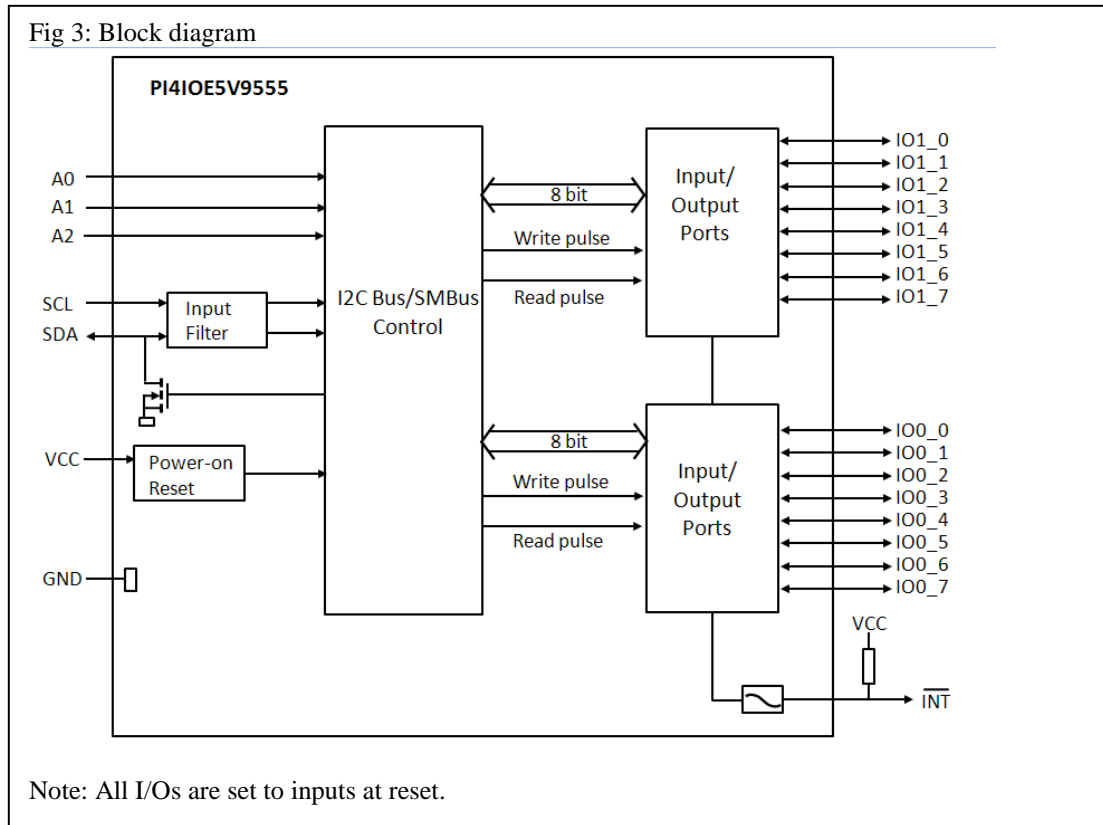 Fig 3: Block diagram
PI4IOE5V9555
A0
A1
A2
SCL
SDA
VCC
GND
Input
Filter
Power-on
Reset
I2C Bus/SMBus
Control
8 bit
Write pulse
Read pulse
Input/
Output
Ports
IO1_0
IO1_1
IO1_2
IO1_3
IO1_4
IO1_5
IO1_6
IO1_7
8 bit
Write pulse
Read pulse
Input/
Output
Ports
IO0_0
IO0_1
IO0_2
IO0_3
IO0_4
IO0_5
IO0_6
IO0_7
VCC
INT
Note: All I/Os are set to inputs at reset.